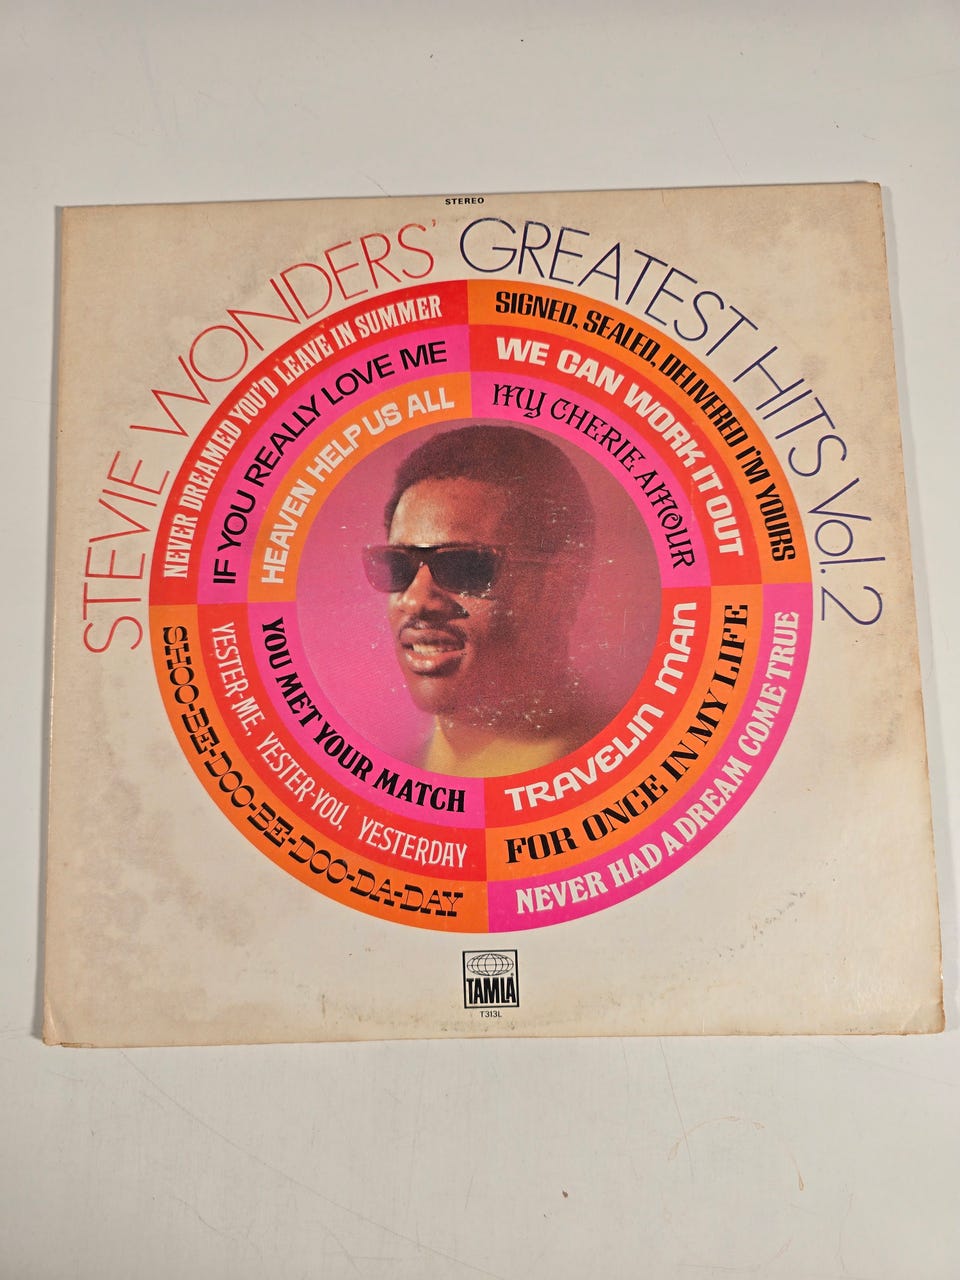 STEREO
STEVIE WONDERS' GREATEST HITS Vol. 2
NEVER DREAMED YOU'D LEAVE IN SUMMER
IF YOU REALLY LOVE ME
HEAVEN HELP US ALL
SIGNED, SEALED, DELIVERED I'M YOURS
WE CAN WORK IT OUT
MY CHERIE AMOUR
YOU MET YOUR MATCH
YESTER-ME, YESTER-YOU, YESTERDAY
SHOO-BE-DOO-BE-DOO-DA-DAY
TRAVELIN MAN
FOR ONCE IN MY LIFE
NEVER HAD A DREAM COME TRUE
TAMLA
T313L